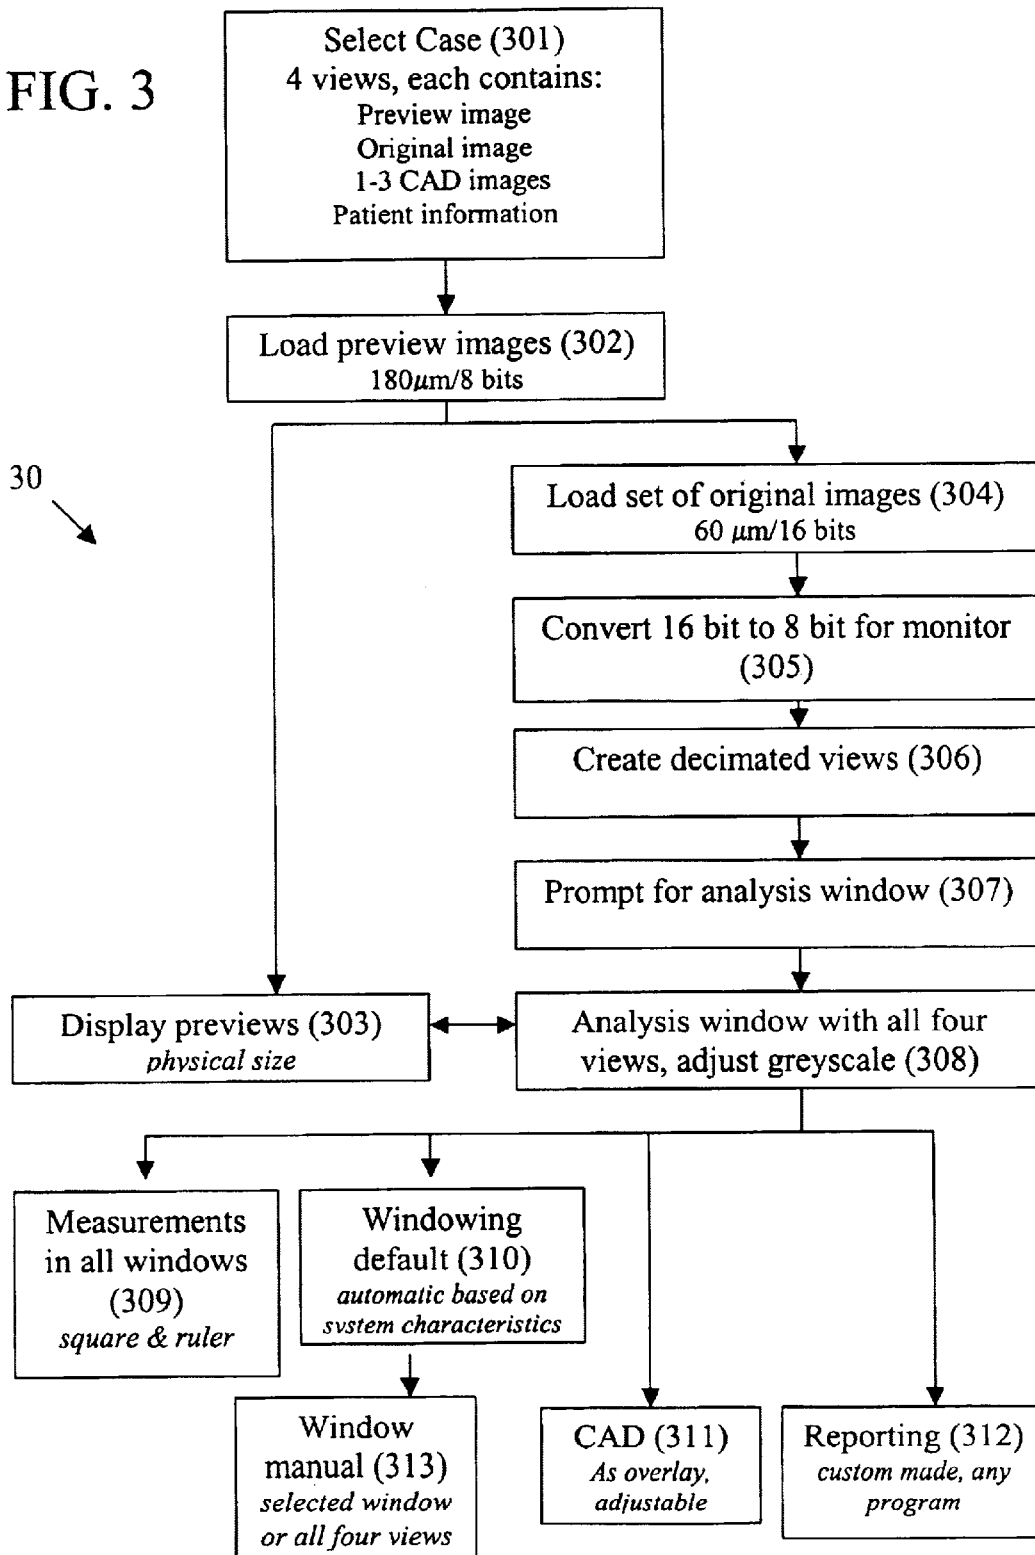 FIG. 3
Select Case (301)
4 views, each contains:
Preview image
Original image
1-3 CAD images
Patient information
Load preview images (302)
180μm/8 bits
30
Load set of original images (304)
60 μm/16 bits
Convert 16 bit to 8 bit for monitor
(305)
Create decimated views (306)
Prompt for analysis window (307)
Display previews (303)
physical size
Analysis window with all four
views, adjust greyscale (308)
Measurements
in all windows
(309)
square & ruler
Windowing
default (310)
automatic based on
system characteristics
Window
manual (313)
selected window
or all four views
CAD (311)
As overlay,
adjustable
Reporting (312)
custom made, any
program